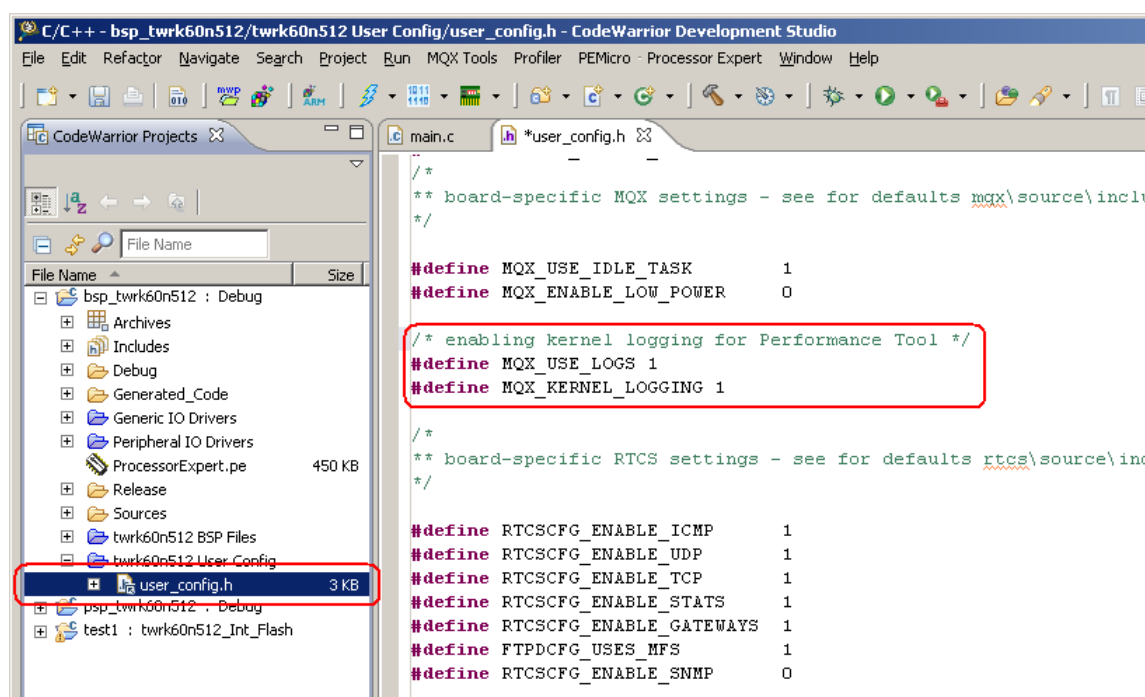 C/C++ - bsp_twrk60n512/twrk60n512 User Config/user_config.h - CodeWarrior Development Studio
File Edit Refactor Navigate Search Project Run MQX Tools Profiler PEMicro Processor Expert Window Help
CodeWarrior Projects
main.c
*user_config.h
File Name
File Name Size
bsp_twrk60n512 : Debug
Archives
Includes
Debug
Generated_Code
Generic IO Drivers
Peripheral IO Drivers
ProcessorExpert.pe 450 KB
Release
Sources
twrk60n512 BSP Files
twrk60n512 User Config
user_config.h 3 KB
psp_twrk60n512 : Debug
test1 : twrk60n512_Int_Flash
/*
** board-specific MQX settings - see for defaults mqx\source\inclu
*/
#define MQX_USE_IDLE_TASK 1
#define MQX_ENABLE_LOW_POWER 0
/* enabling kernel logging for Performance Tool */
#define MQX_USE_LOGS 1
#define MQX_KERNEL_LOGGING 1
/*
** board-specific RTCS settings - see for defaults rtcs\source\inc
*/
#define RTCSCFG_ENABLE_ICMP 1
#define RTCSCFG_ENABLE_UDP 1
#define RTCSCFG_ENABLE_TCP 1
#define RTCSCFG_ENABLE_STATS 1
#define RTCSCFG_ENABLE_GATEWAYS 1
#define FTPDCFG_USES_MFS 1
#define RTCSCFG_ENABLE_SNMP 0